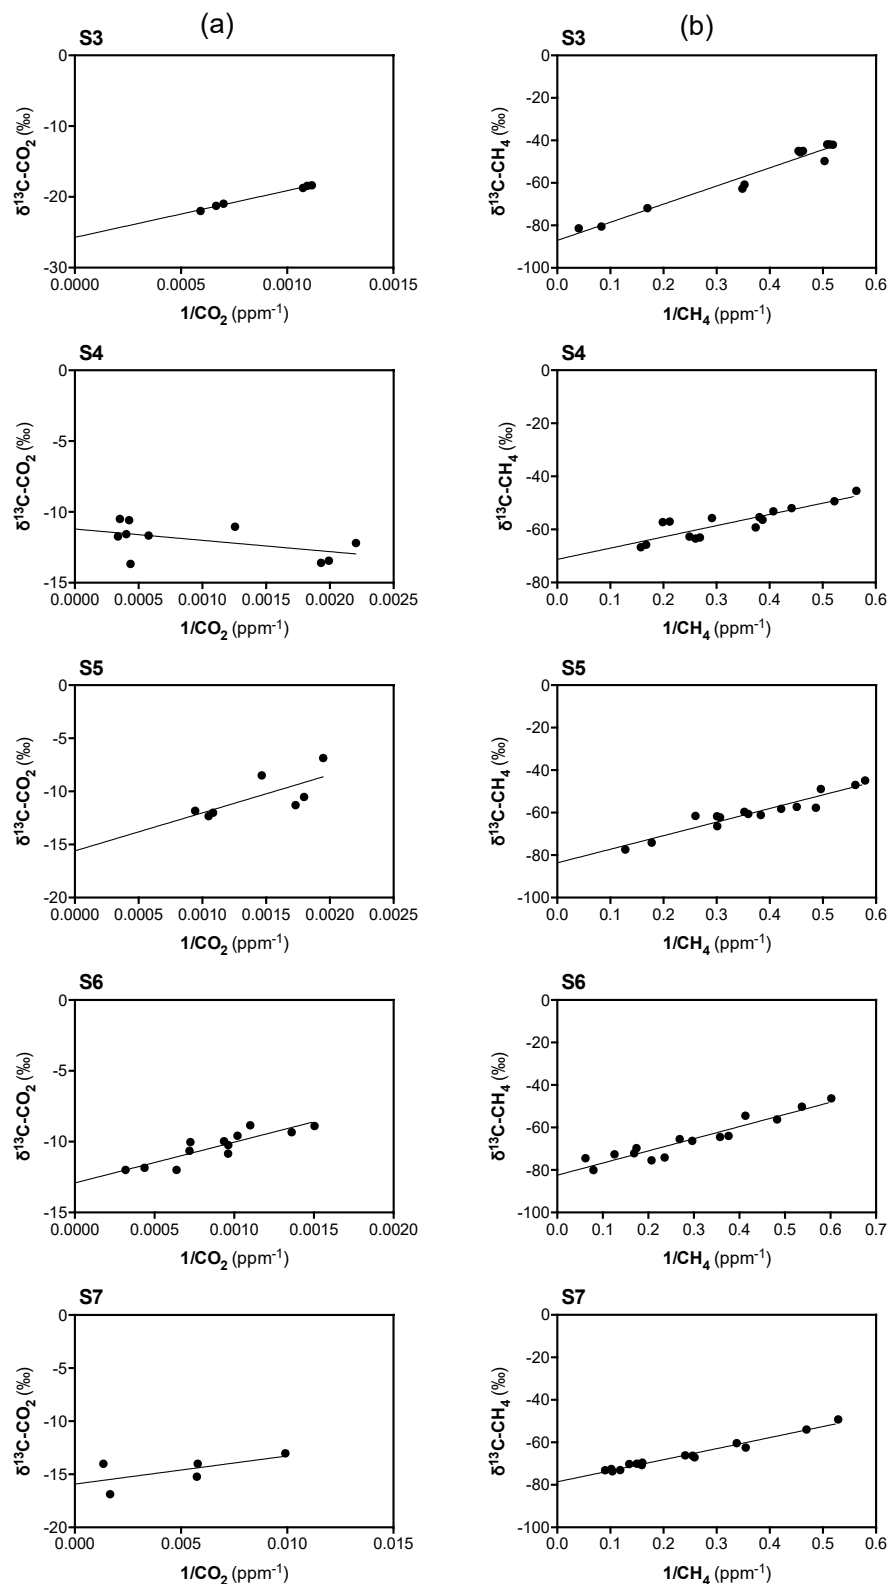 (a)
S3
δ13C-CO2 (‰)
0
-10
-20
-30
0.0000 0.0005 0.0010 0.0015
1/CO2 (ppm-1)
(b)
S3
δ13C-CH4 (‰)
0
-20
-40
-60
-80
-100
0.0 0.1 0.2 0.3 0.4 0.5 0.6
1/CH4 (ppm-1)
S4
δ13C-CO2 (‰)
0
-5
-10
-15
0.0000 0.0005 0.0010 0.0015 0.0020 0.0025
1/CO2 (ppm-1)
S4
δ13C-CH4 (‰)
0
-20
-40
-60
-80
0.0 0.1 0.2 0.3 0.4 0.5 0.6
1/CH4 (ppm-1)
S5
δ13C-CO2 (‰)
0
-5
-10
-15
-20
0.0000 0.0005 0.0010 0.0015 0.0020 0.0025
1/CO2 (ppm-1)
S5
δ13C-CH4 (‰)
0
-20
-40
-60
-80
-100
0.0 0.1 0.2 0.3 0.4 0.5 0.6
1/CH4 (ppm-1)
S6
δ13C-CO2 (‰)
0
-5
-10
-15
0.0000 0.0005 0.0010 0.0015 0.0020
1/CO2 (ppm-1)
S6
δ13C-CH4 (‰)
0
-20
-40
-60
-80
-100
0.0 0.1 0.2 0.3 0.4 0.5 0.6 0.7
1/CH4 (ppm-1)
S7
δ13C-CO2 (‰)
0
-5
-10
-15
-20
0.000 0.005 0.010 0.015
1/CO2 (ppm-1)
S7
δ13C-CH4 (‰)
0
-20
-40
-60
-80
-100
0.0 0.1 0.2 0.3 0.4 0.5 0.6
1/CH4 (ppm-1)